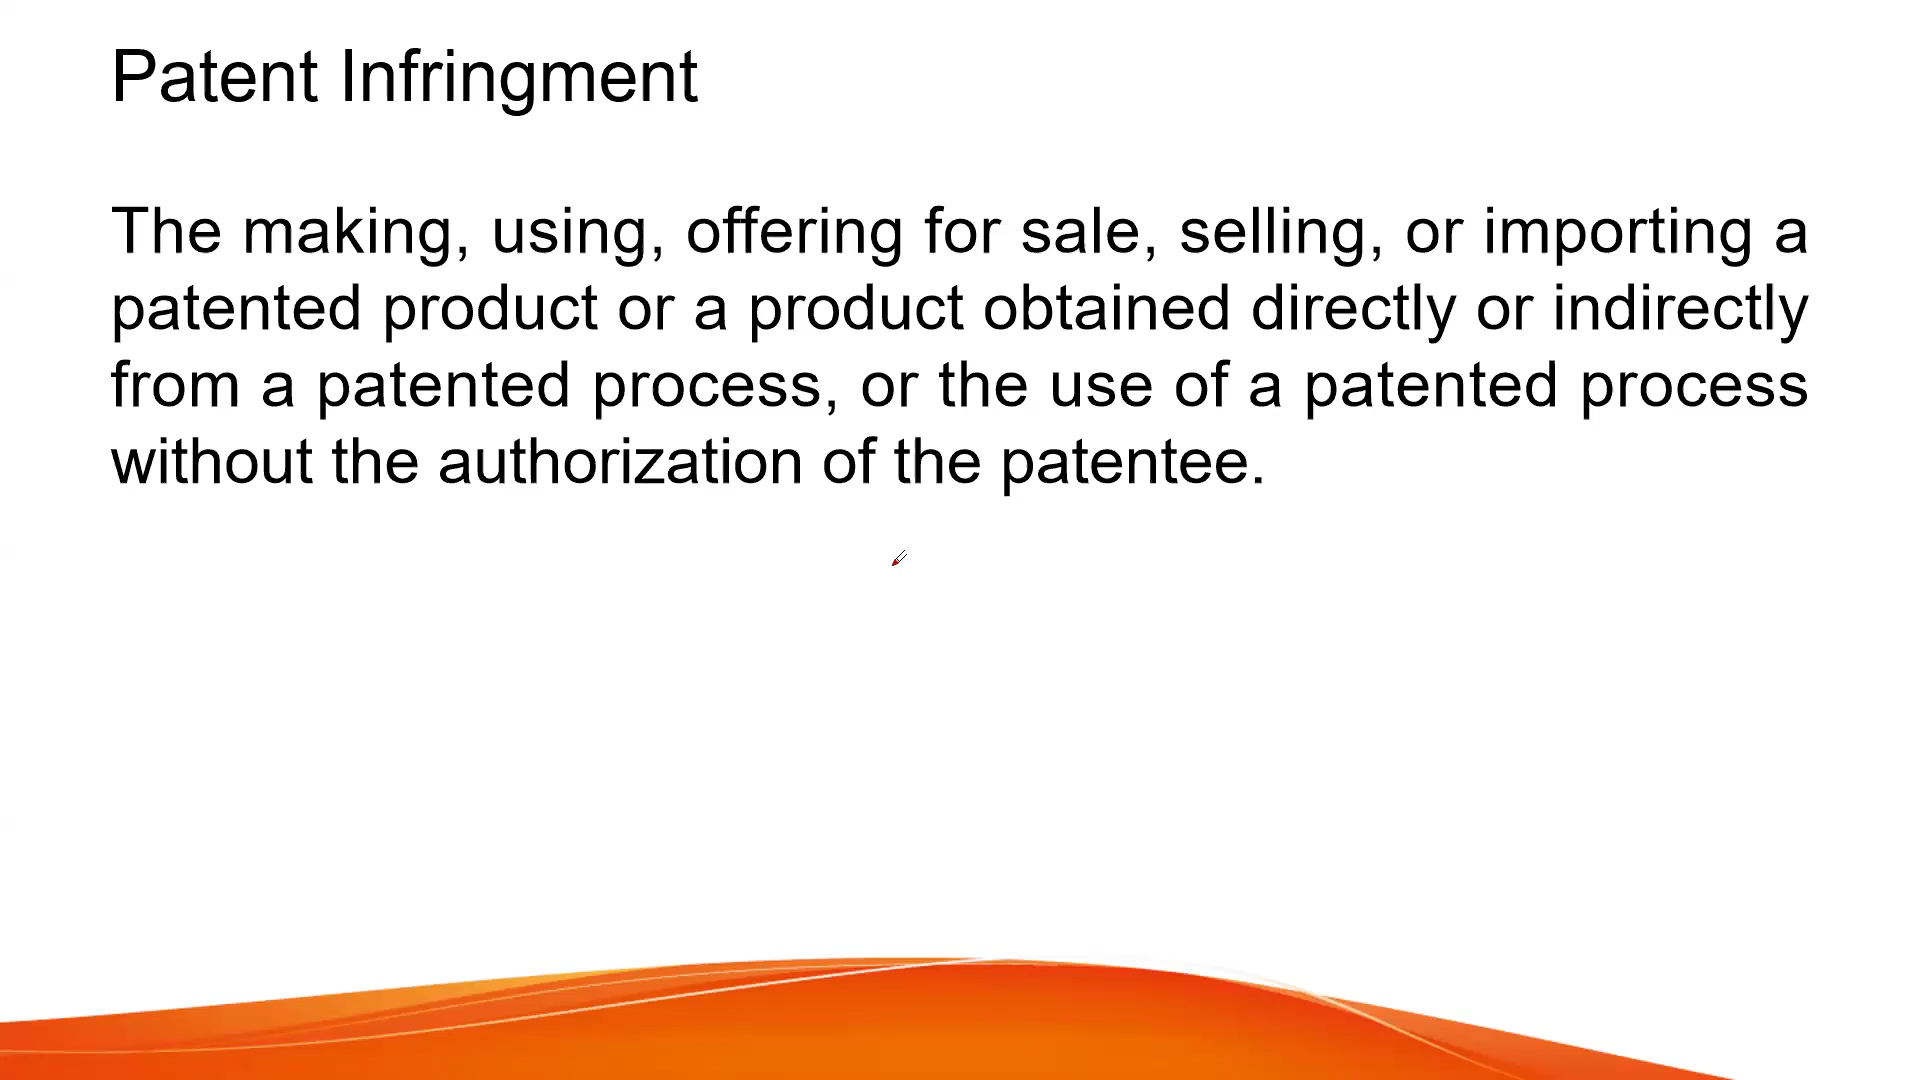 Patent Infringment
The making, using, offering for sale, selling, or importing a
patented product or a product obtained directly or indirectly
from a patented process, or the use of a patented process
without the authorization of the patentee.